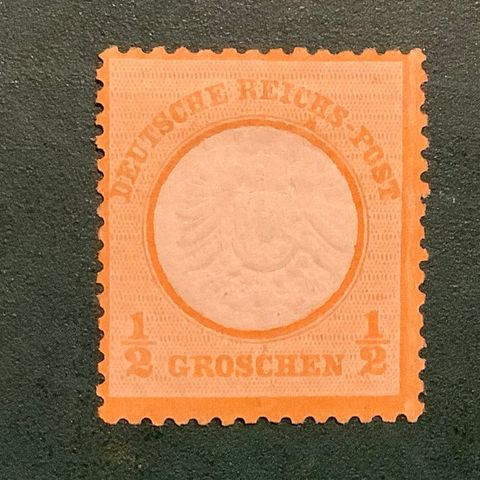 DEUTSCHE REICHS-POST
1/2 GROSCHEN 1/2